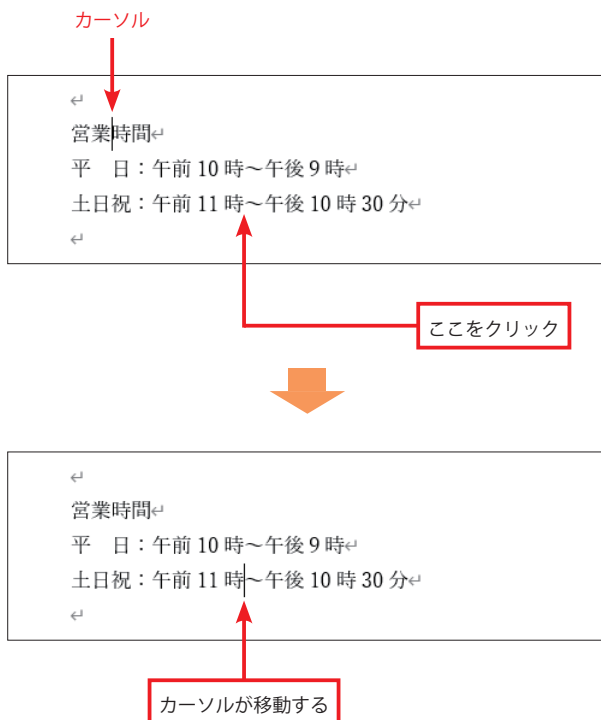 カーソル
↵
営業時間↵
平　日：午前 10 時～午後 9 時↵
土日祝：午前 11 時～午後 10 時 30 分↵
↵
ここをクリック
↵
営業時間↵
平　日：午前 10 時～午後 9 時↵
土日祝：午前 11 時～午後 10 時 30 分↵
↵
カーソルが移動する